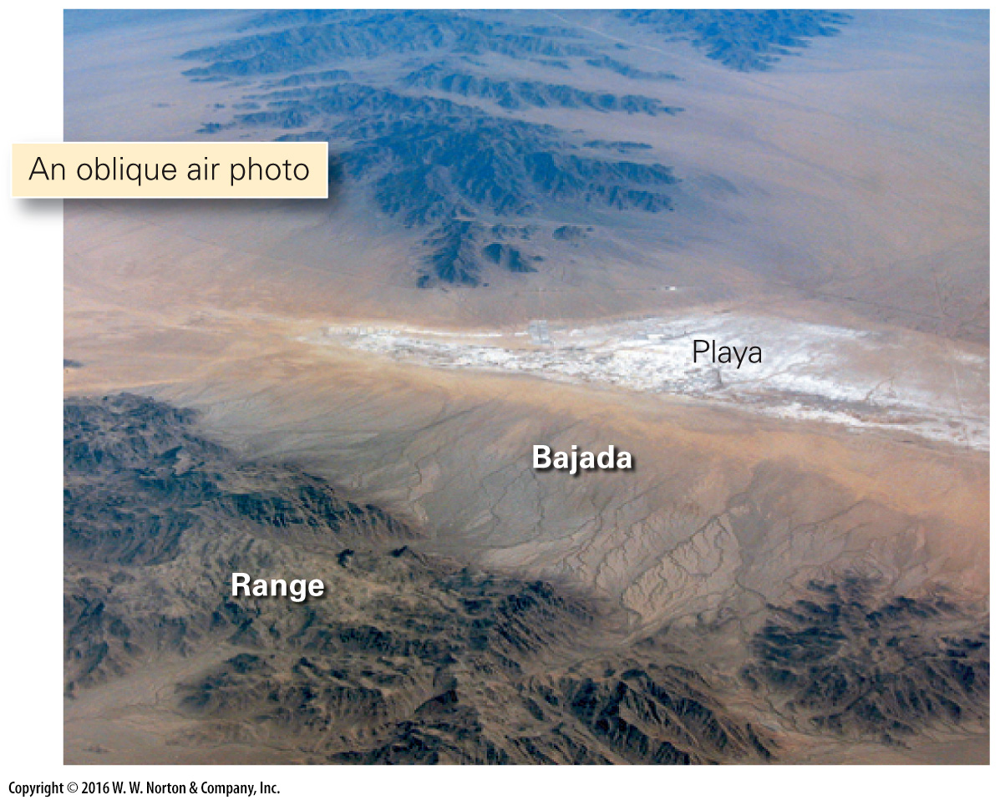 An oblique air photo
Playa
Bajada
Range
Copyright © 2016 W. W. Norton & Company, Inc.